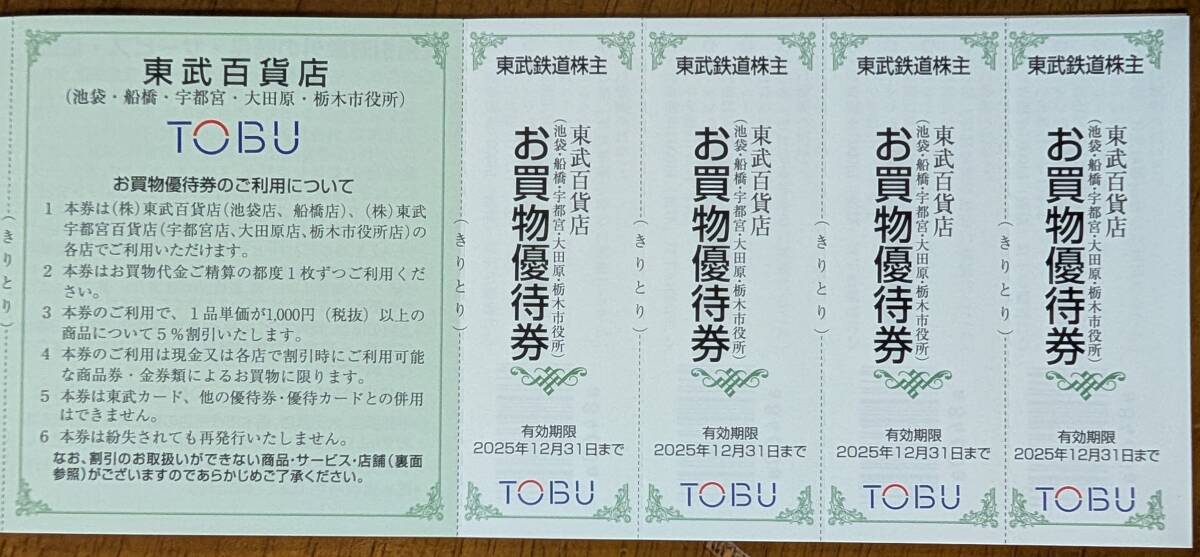 東武百貨店
(池袋・船橋・宇都宮・大田原・栃木市役所)
TOBU
お買物優待券のご利用について
1 本券は(株)東武百貨店(池袋店、船橋店)、(株)東武
宇都宮百貨店(宇都宮店、大田原店、栃木市役所店)の
各店でご利用いただけます。
2 本券はお買物代金ご精算の都度1枚ずつご利用くだ
さい。
3 本券のご利用で、1品単価が1,000円(税抜)以上の
商品について5%割引いたします。
4 本券のご利用は現金又は各店で割引時にご利用可能
な商品券・金券類によるお買物に限ります。
5 本券は東武カード、他の優待券・優待カードとの併用
はできません。
6 本券は紛失されても再発行いたしません。
なお、割引のお取扱いができない商品・サービス・店舗(裏面
参照)がございますのであらかじめご了承ください。
(きりとり)
(きりとり)
東武鉄道株主
東武百貨店
(池袋・船橋・宇都宮・大田原・栃木市役所)
お買物優待券
有効期限
2025年12月31日まで
TOBU
(きりとり)
東武鉄道株主
東武百貨店
(池袋・船橋・宇都宮・大田原・栃木市役所)
お買物優待券
有効期限
2025年12月31日まで
TOBU
(きりとり)
東武鉄道株主
東武百貨店
(池袋・船橋・宇都宮・大田原・栃木市役所)
お買物優待券
有効期限
2025年12月31日まで
TOBU
(きりとり)
東武鉄道株主
東武百貨店
(池袋・船橋・宇都宮・大田原・栃木市役所)
お買物優待券
有効期限
2025年12月31日まで
TOBU